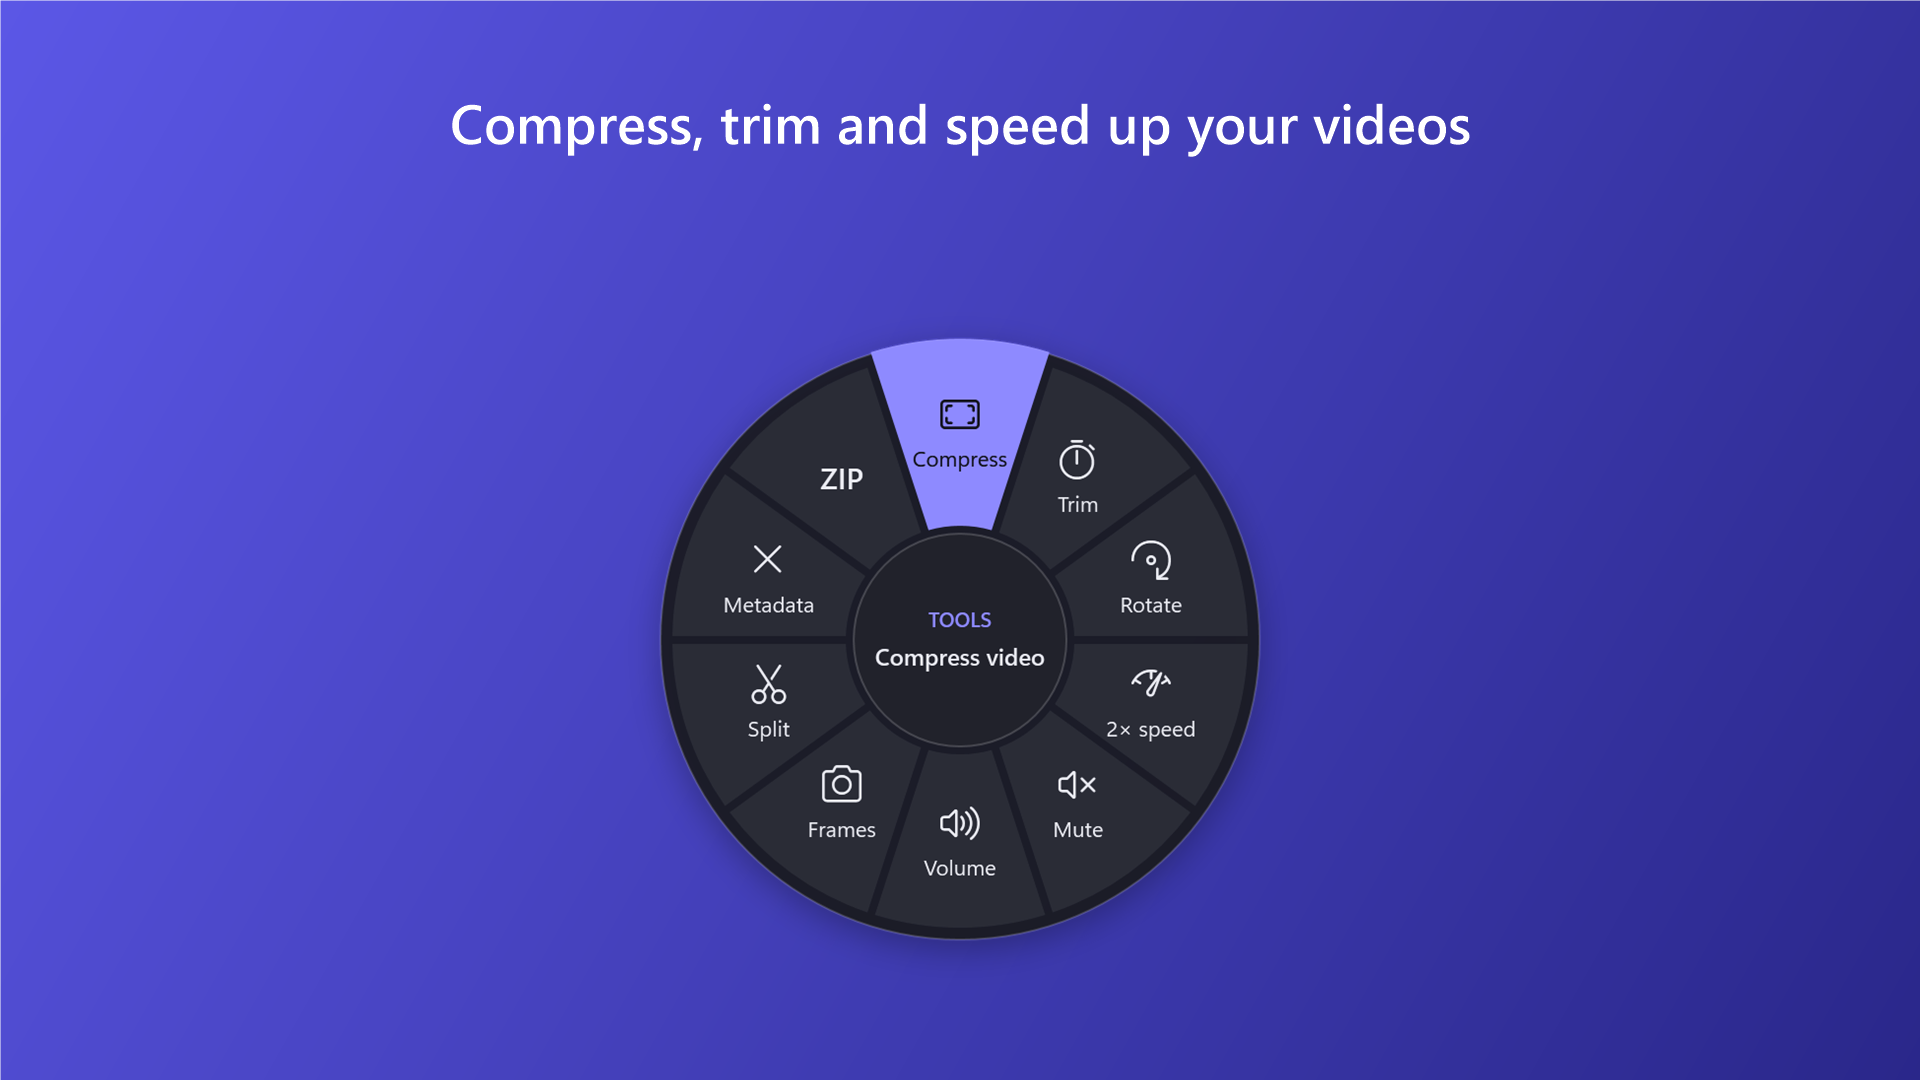 Compress, trim and speed up your videos
Compress
Trim
Rotate
2× speed
Mute
Volume
Frames
Split
Metadata
ZIP
TOOLS
Compress video